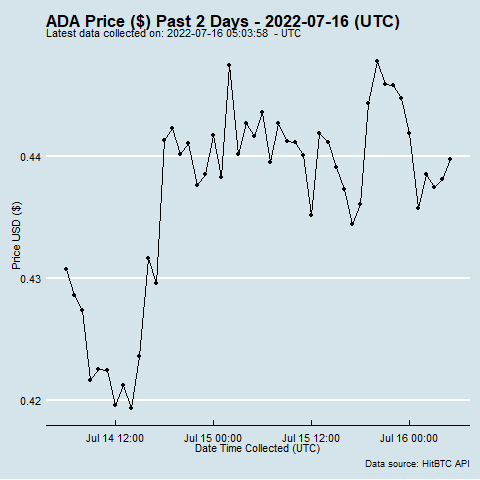 ADA Price ($) Past 2 Days - 2022-07-16 (UTC)
Latest data collected on: 2022-07-16 05:03:58 - UTC
Price USD ($)
0.44
0.43
0.42
Jul 14 12:00
Jul 15 00:00
Jul 15 12:00
Jul 16 00:00
Date Time Collected (UTC)
Data source: HitBTC API